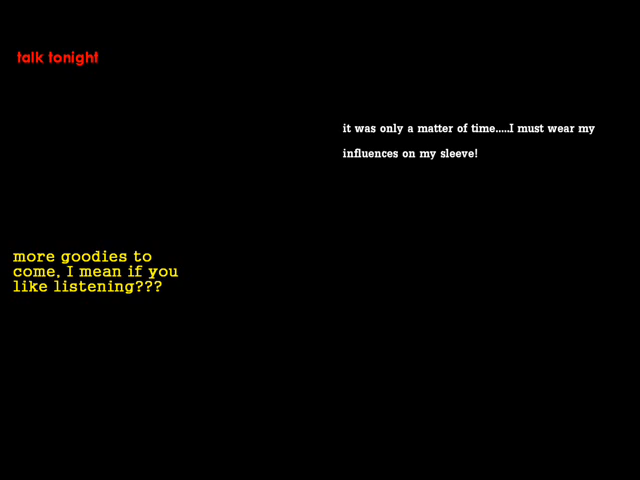 talk tonight
it was only a matter of time.....I must wear my
influences on my sleeve!
more goodies to
come, I mean if you
like listening???